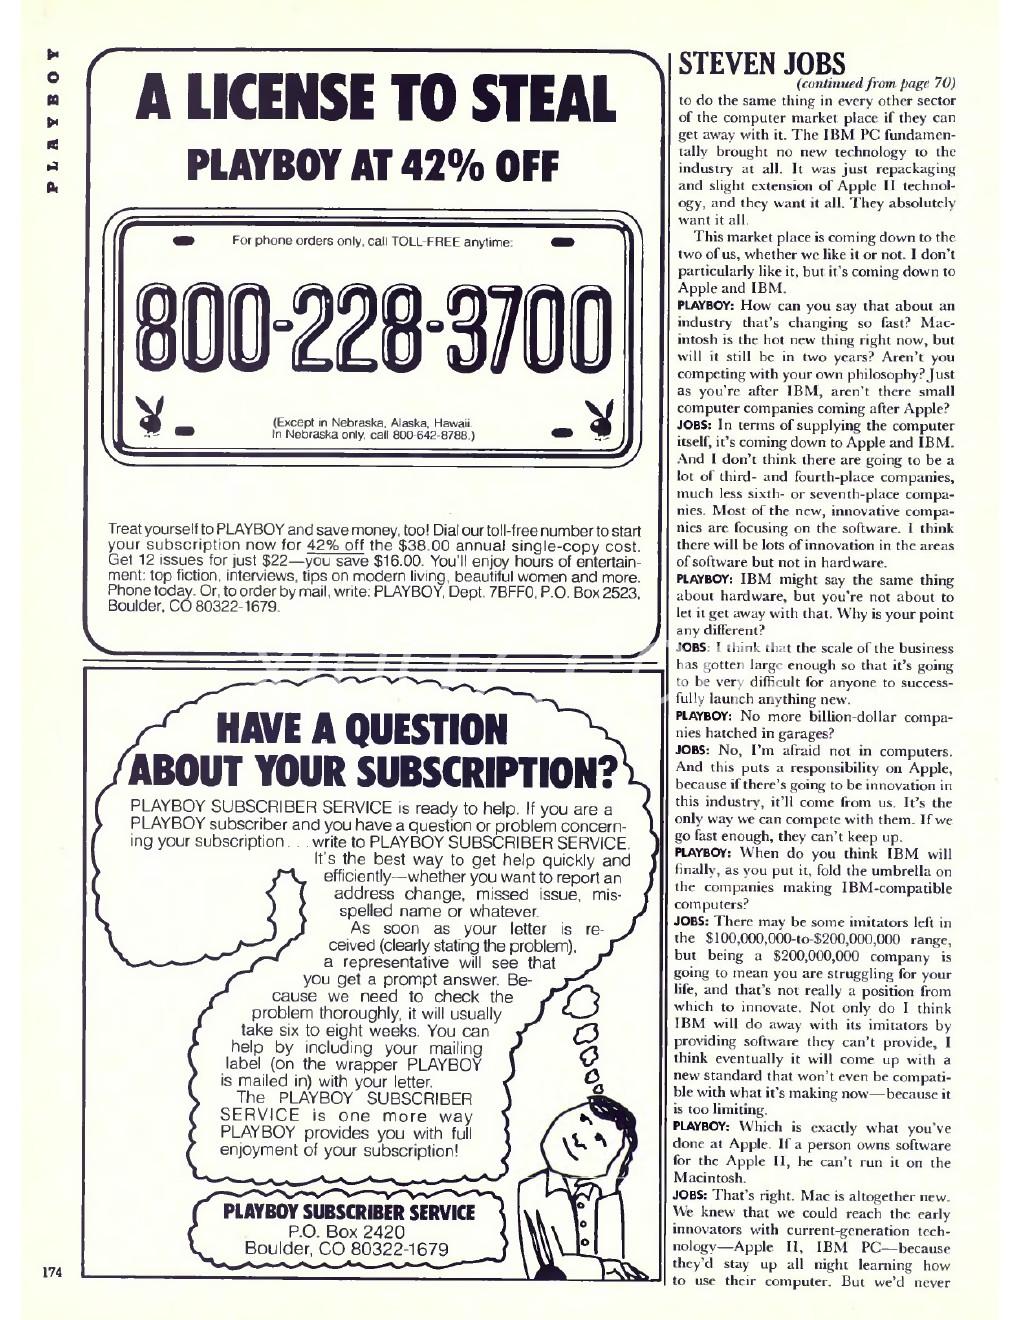 PLAYBOY
A LICENSE TO STEAL
PLAYBOY AT 42% OFF
For phone orders only, call TOLL-FREE anytime:
800-228-3700
(Except in Nebraska, Alaska, Hawaii.
In Nebraska only, call 800-642-8788.)
Treat yourself to PLAYBOY and save money, too! Dial our toll-free number to start
your subscription now for 42% off the $38.00 annual single-copy cost.
Get 12 issues for just $22—you save $16.00. You'll enjoy hours of entertain-
ment: top fiction, interviews, tips on modern living, beautiful women and more.
Phone today. Or, to order by mail, write: PLAYBOY, Dept. 7BFF0, P.O. Box 2523,
Boulder, CO 80322-1679.
HAVE A QUESTION
ABOUT YOUR SUBSCRIPTION?
PLAYBOY SUBSCRIBER SERVICE is ready to help. If you are a
PLAYBOY subscriber and you have a question or problem concern-
ing your subscription . . . write to PLAYBOY SUBSCRIBER SERVICE.
It's the best way to get help quickly and
efficiently—whether you want to report an
address change, missed issue, mis-
spelled name or whatever.
As soon as your letter is re-
ceived (clearly stating the problem),
a representative will see that
you get a prompt answer. Be-
cause we need to check the
problem thoroughly, it will usually
take six to eight weeks. You can
help by including your mailing
label (on the wrapper PLAYBOY
is mailed in) with your letter.
The PLAYBOY SUBSCRIBER
SERVICE is one more way
PLAYBOY provides you with full
enjoyment of your subscription!
PLAYBOY SUBSCRIBER SERVICE
P.O. Box 2420
Boulder, CO 80322-1679
174
STEVEN JOBS
(continued from page 70)
to do the same thing in every other sector
of the computer market place if they can
get away with it. The IBM PC fundamen-
tally brought no new technology to the
industry at all. It was just repackaging
and slight extension of Apple II technol-
ogy, and they want it all. They absolutely
want it all.
This market place is coming down to the
two of us, whether we like it or not. I don't
particularly like it, but it's coming down to
Apple and IBM.
PLAYBOY: How can you say that about an
industry that's changing so fast? Mac-
intosh is the hot new thing right now, but
will it still be in two years? Aren't you
competing with your own philosophy? Just
as you're after IBM, aren't there small
computer companies coming after Apple?
JOBS: In terms of supplying the computer
itself, it's coming down to Apple and IBM.
And I don't think there are going to be a
lot of third- and fourth-place companies,
much less sixth- or seventh-place compa-
nies. Most of the new, innovative compa-
nies are focusing on the software. I think
there will be lots of innovation in the areas
of software but not in hardware.
PLAYBOY: IBM might say the same thing
about hardware, but you're not about to
let it get away with that. Why is your point
any different?
JOBS: I think that the scale of the business
has gotten large enough so that it's going
to be very difficult for anyone to success-
fully launch anything new.
PLAYBOY: No more billion-dollar compa-
nies hatched in garages?
JOBS: No, I'm afraid not in computers.
And this puts a responsibility on Apple,
because if there's going to be innovation in
this industry, it'll come from us. It's the
only way we can compete with them. If we
go fast enough, they can't keep up.
PLAYBOY: When do you think IBM will
finally, as you put it, fold the umbrella on
the companies making IBM-compatible
computers?
JOBS: There may be some imitators left in
the $100,000,000-to-$200,000,000 range,
but being a $200,000,000 company is
going to mean you are struggling for your
life, and that's not really a position from
which to innovate. Not only do I think
IBM will do away with its imitators by
providing software they can't provide, I
think eventually it will come up with a
new standard that won't even be compati-
ble with what it's making now—because it
is too limiting.
PLAYBOY: Which is exactly what you've
done at Apple. If a person owns software
for the Apple II, he can't run it on the
Macintosh.
JOBS: That's right. Mac is altogether new.
We knew that we could reach the early
innovators with current-generation tech-
nology—Apple II, IBM PC—because
they'd stay up all night learning how
to use their computer. But we'd never